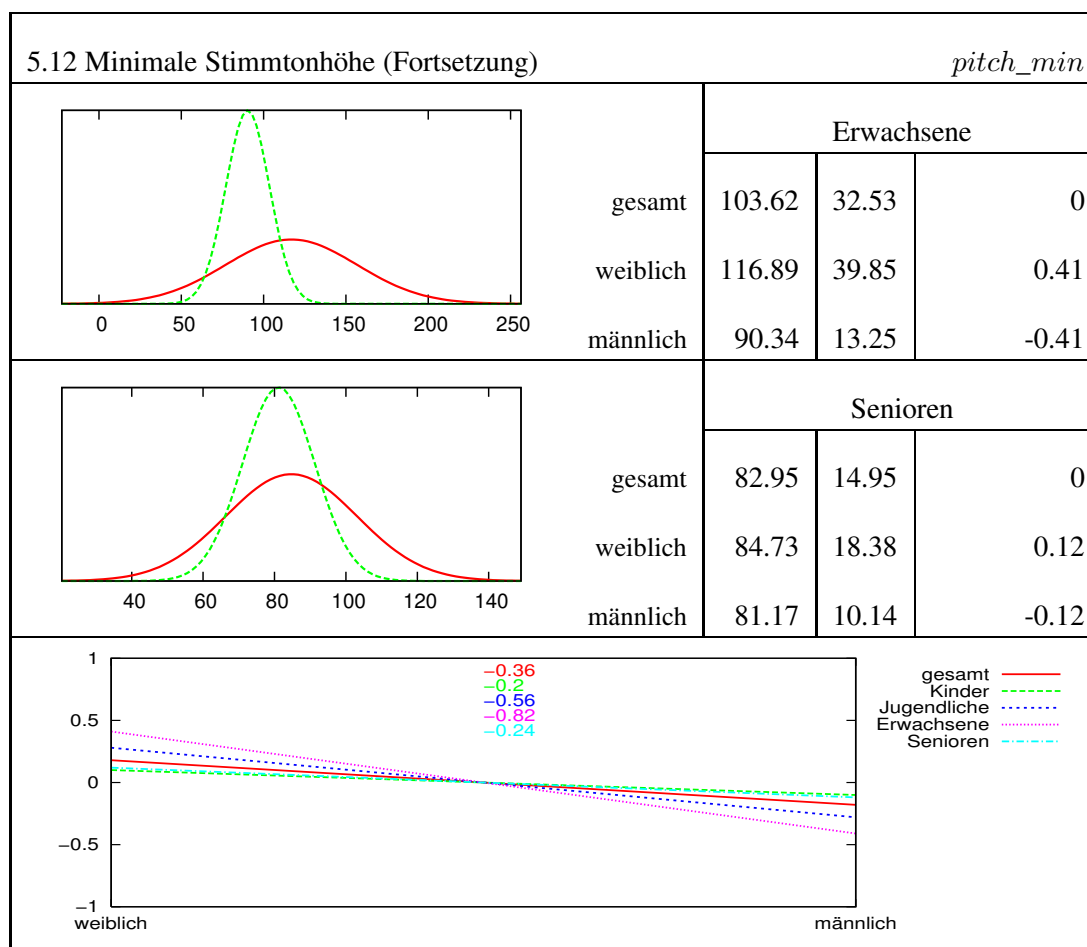 5.12 Minimale Stimmtonhöhe (Fortsetzung) pitch_min
Erwachsene
gesamt 103.62 32.53 0
weiblich 116.89 39.85 0.41
männlich 90.34 13.25 -0.41
0 50 100 150 200 250
Senioren
gesamt 82.95 14.95 0
weiblich 84.73 18.38 0.12
männlich 81.17 10.14 -0.12
40 60 80 100 120 140
1
0.5
0
−0.5
−1
−0.36
−0.2
−0.56
−0.82
−0.24
gesamt
Kinder
Jugendliche
Erwachsene
Senioren
weiblich männlich